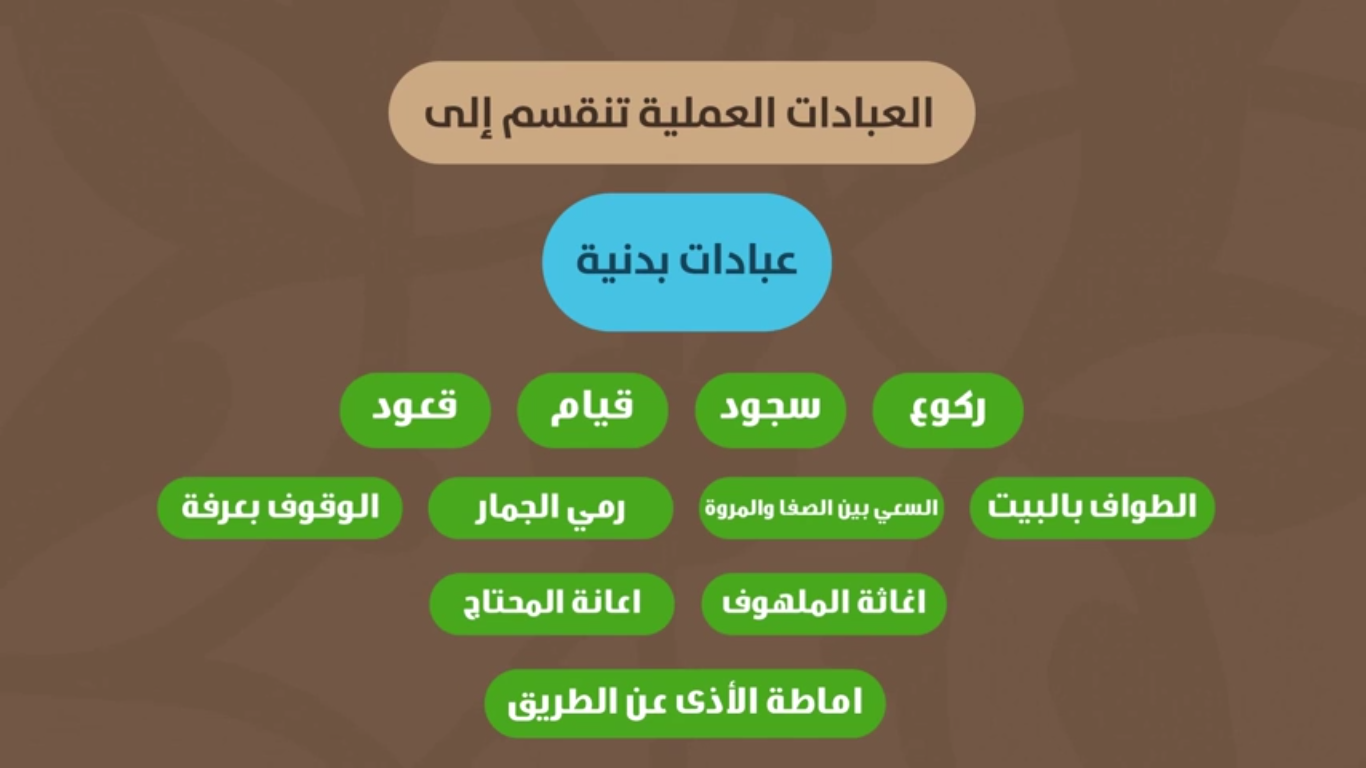 العبادات العملية تنقسم إلى
عبادات بدنية
ركوع سجود قيام قعود
الطواف بالبيت السعي بين الصفا والمروة رمي الجمار الوقوف بعرفة
اغاثة الملهوف اعانة المحتاج
اماطة الأذى عن الطريق